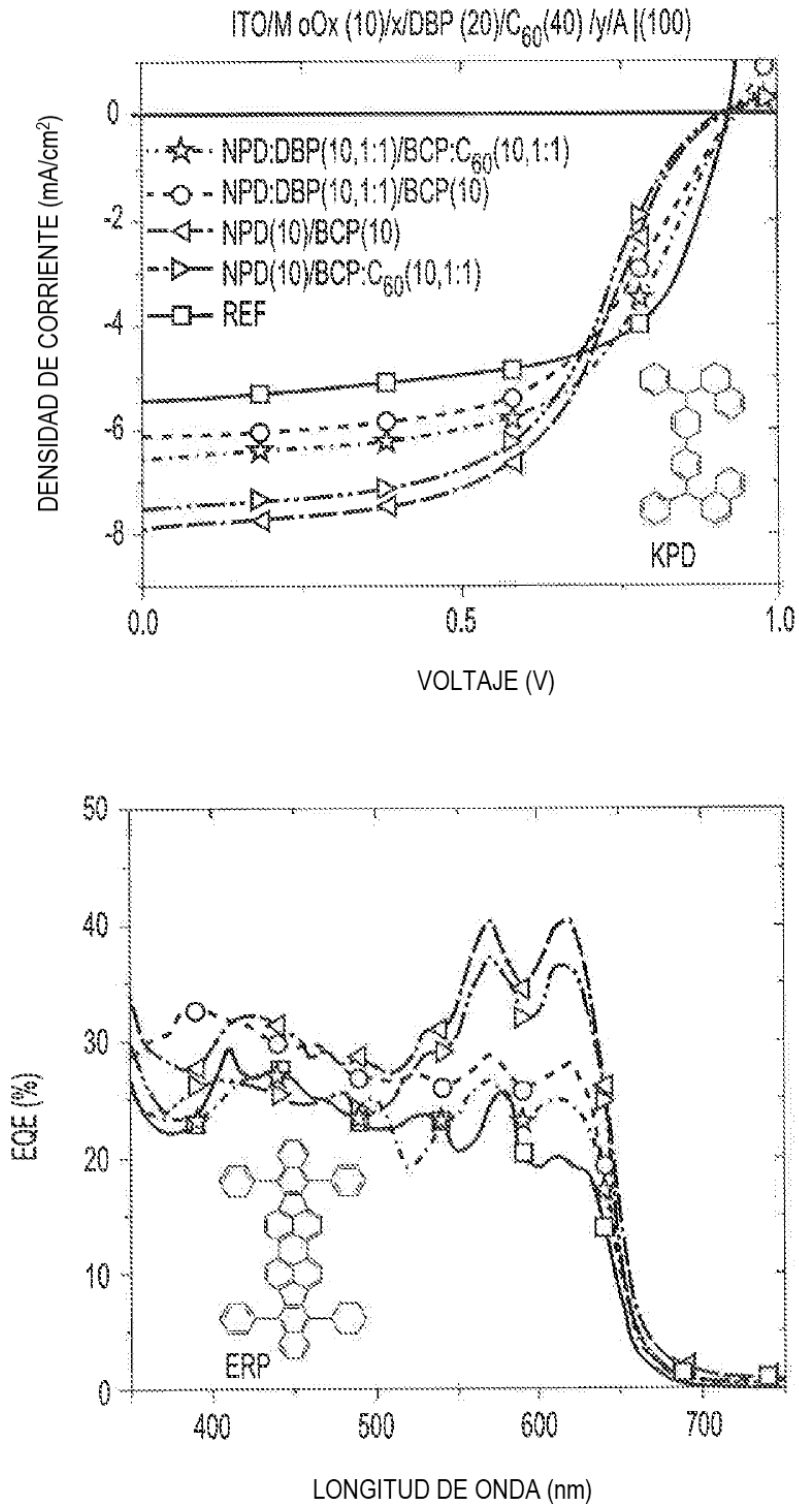 ITO/M oOx (10)/x/DBP (20)/C60(40) /y/A |(100)
0
-2
-4
-6
-8
DENSIDAD DE CORRIENTE (mA/cm²)
NPD:DBP(10,1:1)/BCP:C60(10,1:1)
NPD:DBP(10,1:1)/BCP(10)
NPD(10)/BCP(10)
NPD(10)/BCP:C60(10,1:1)
REF
KPD
0.0
0.5
1.0
VOLTAJE (V)
50
40
30
20
10
0
EQE (%)
ERP
400
500
600
700
LONGITUD DE ONDA (nm)